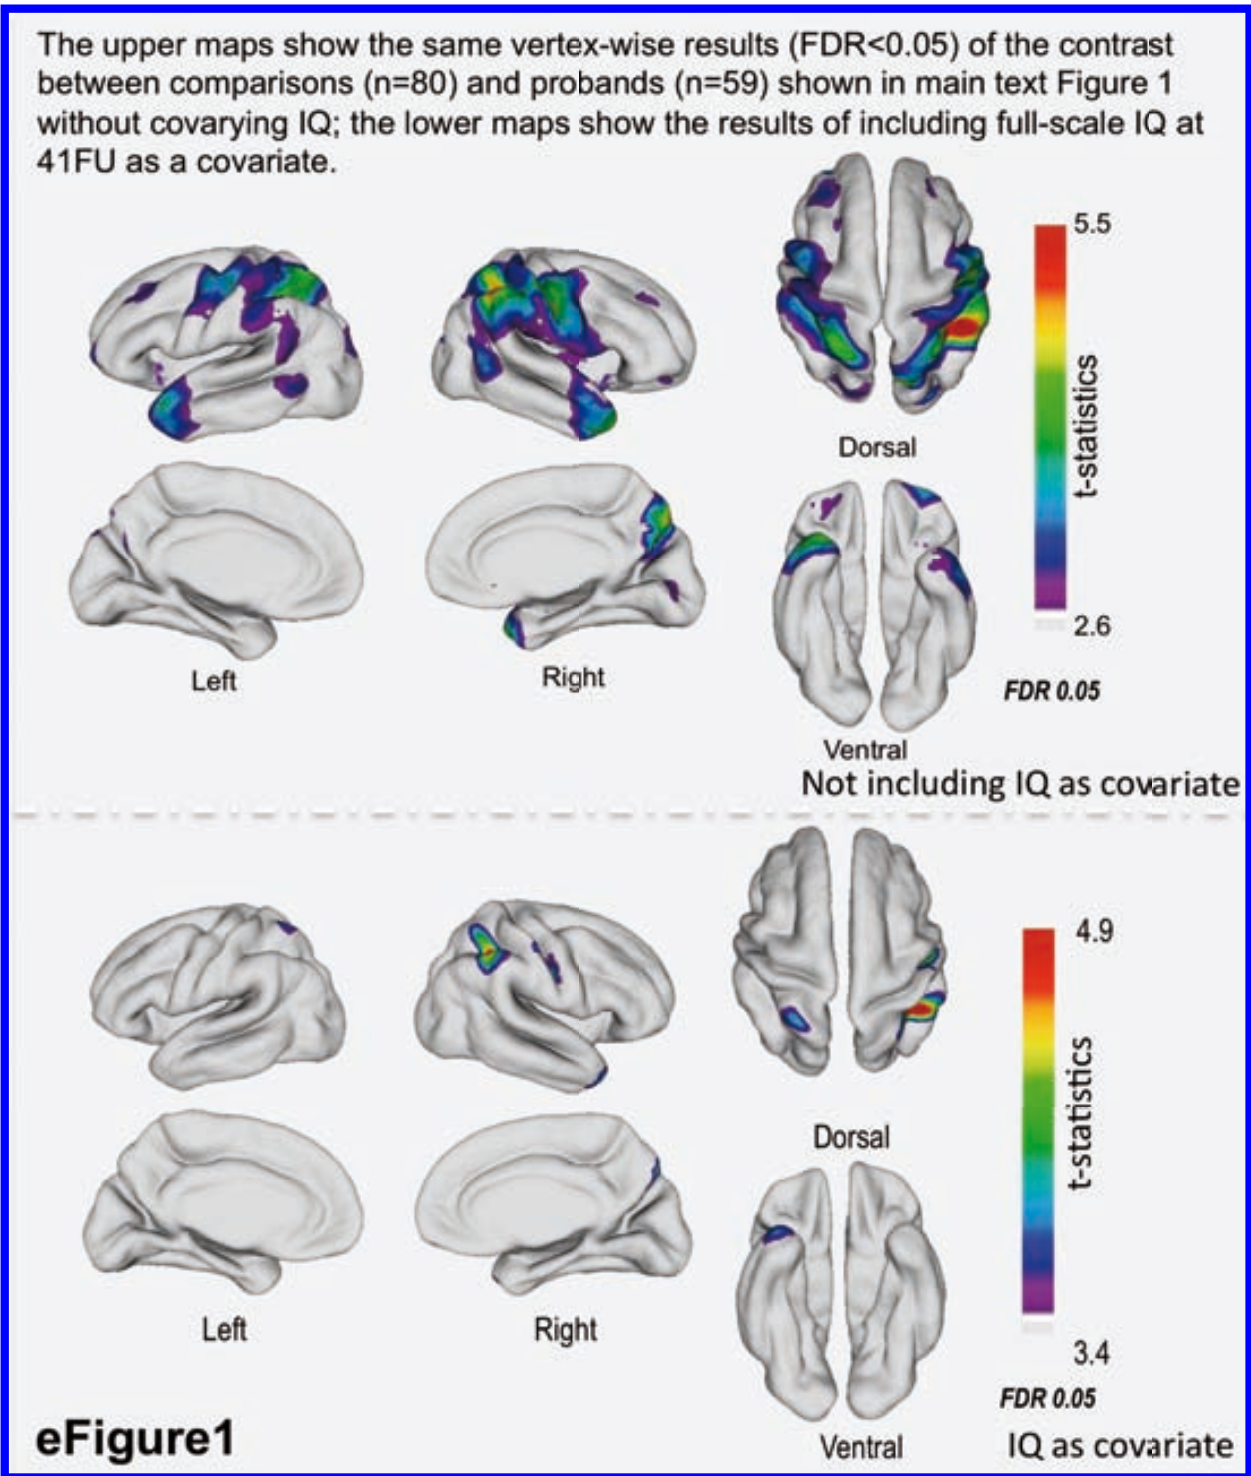 The upper maps show the same vertex-wise results (FDR<0.05) of the contrast
between comparisons (n=80) and probands (n=59) shown in main text Figure 1
without covarying IQ; the lower maps show the results of including full-scale IQ at
41FU as a covariate.
5.5
t-statistics
Dorsal
2.6
Left
Right
FDR 0.05
Ventral
Not including IQ as covariate
4.9
t-statistics
Dorsal
Left
Right
3.4
FDR 0.05
eFigure1
Ventral
IQ as covariate